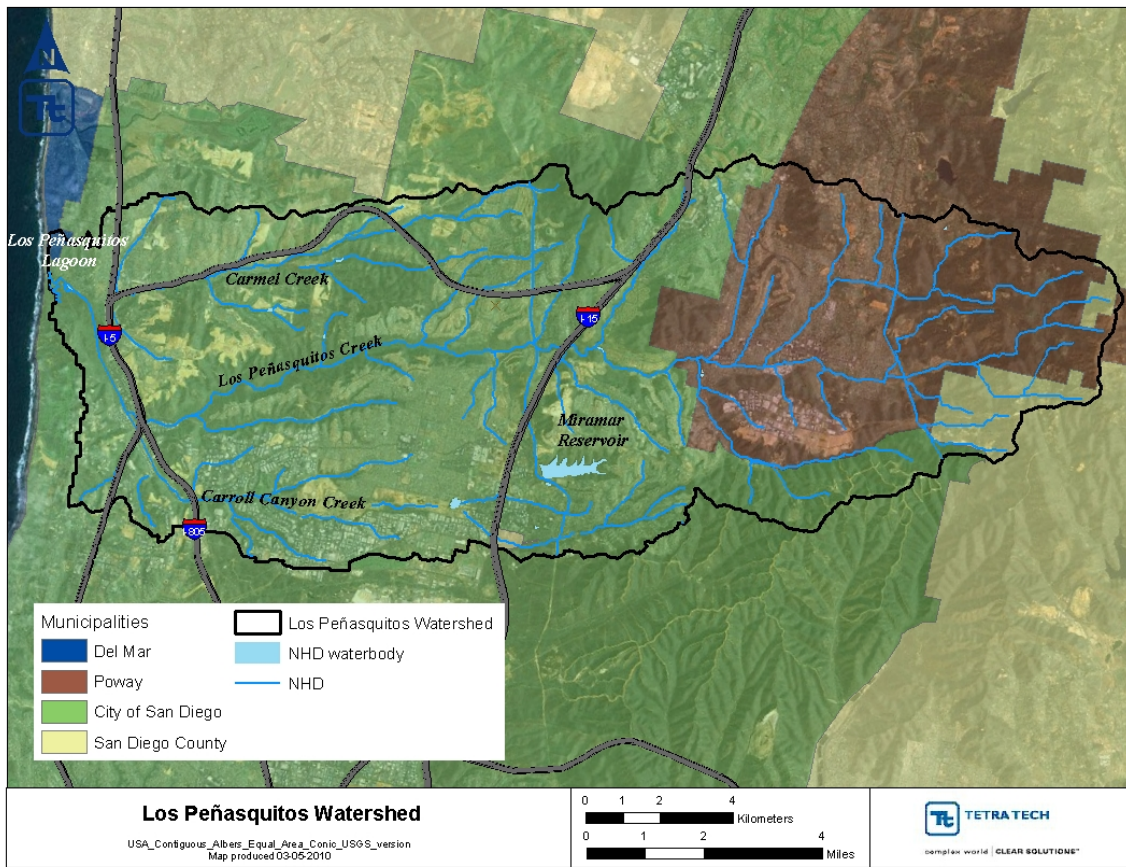 N
Tt
Los Peñasquitos
Lagoon
Carmel Creek
I-5
I-15
Los Peñasquitos Creek
Miramar
Reservoir
Carroll Canyon Creek
I-805
Municipalities
Del Mar
Poway
City of San Diego
San Diego County
Los Peñasquitos Watershed
NHD waterbody
NHD
Los Peñasquitos Watershed
USA_Contiguous_Albers_Equal_Area_Conic_USGS_version
Map produced 03-05-2010
0 1 2 4
Kilometers
0 1 2 4
Miles
Tt TETRA TECH
complex world | CLEAR SOLUTIONS™